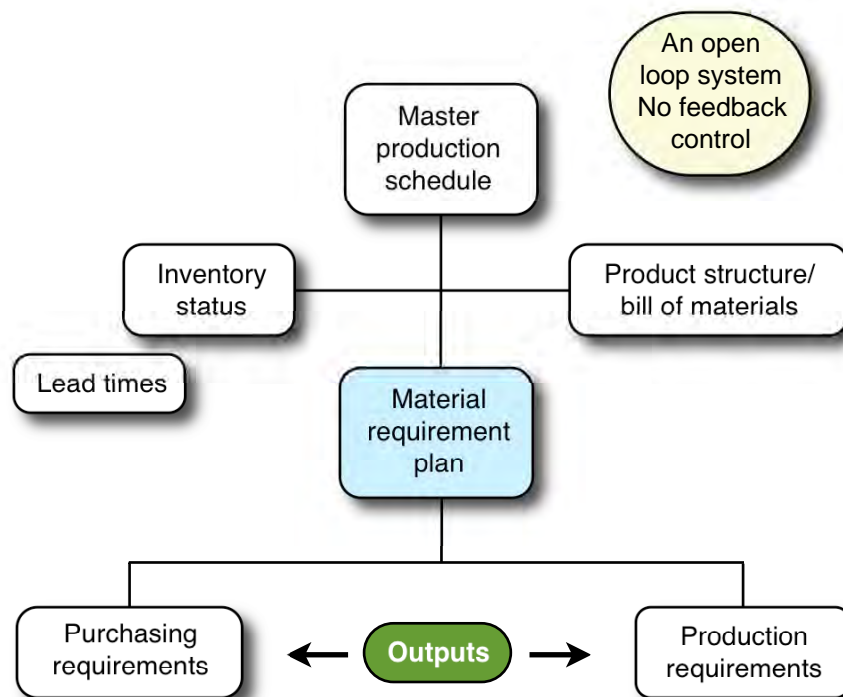 An open
loop system
No feedback
control
Master
production
schedule
Inventory
status
Product structure/
bill of materials
Lead times
Material
requirement
plan
Purchasing
requirements
Outputs
Production
requirements